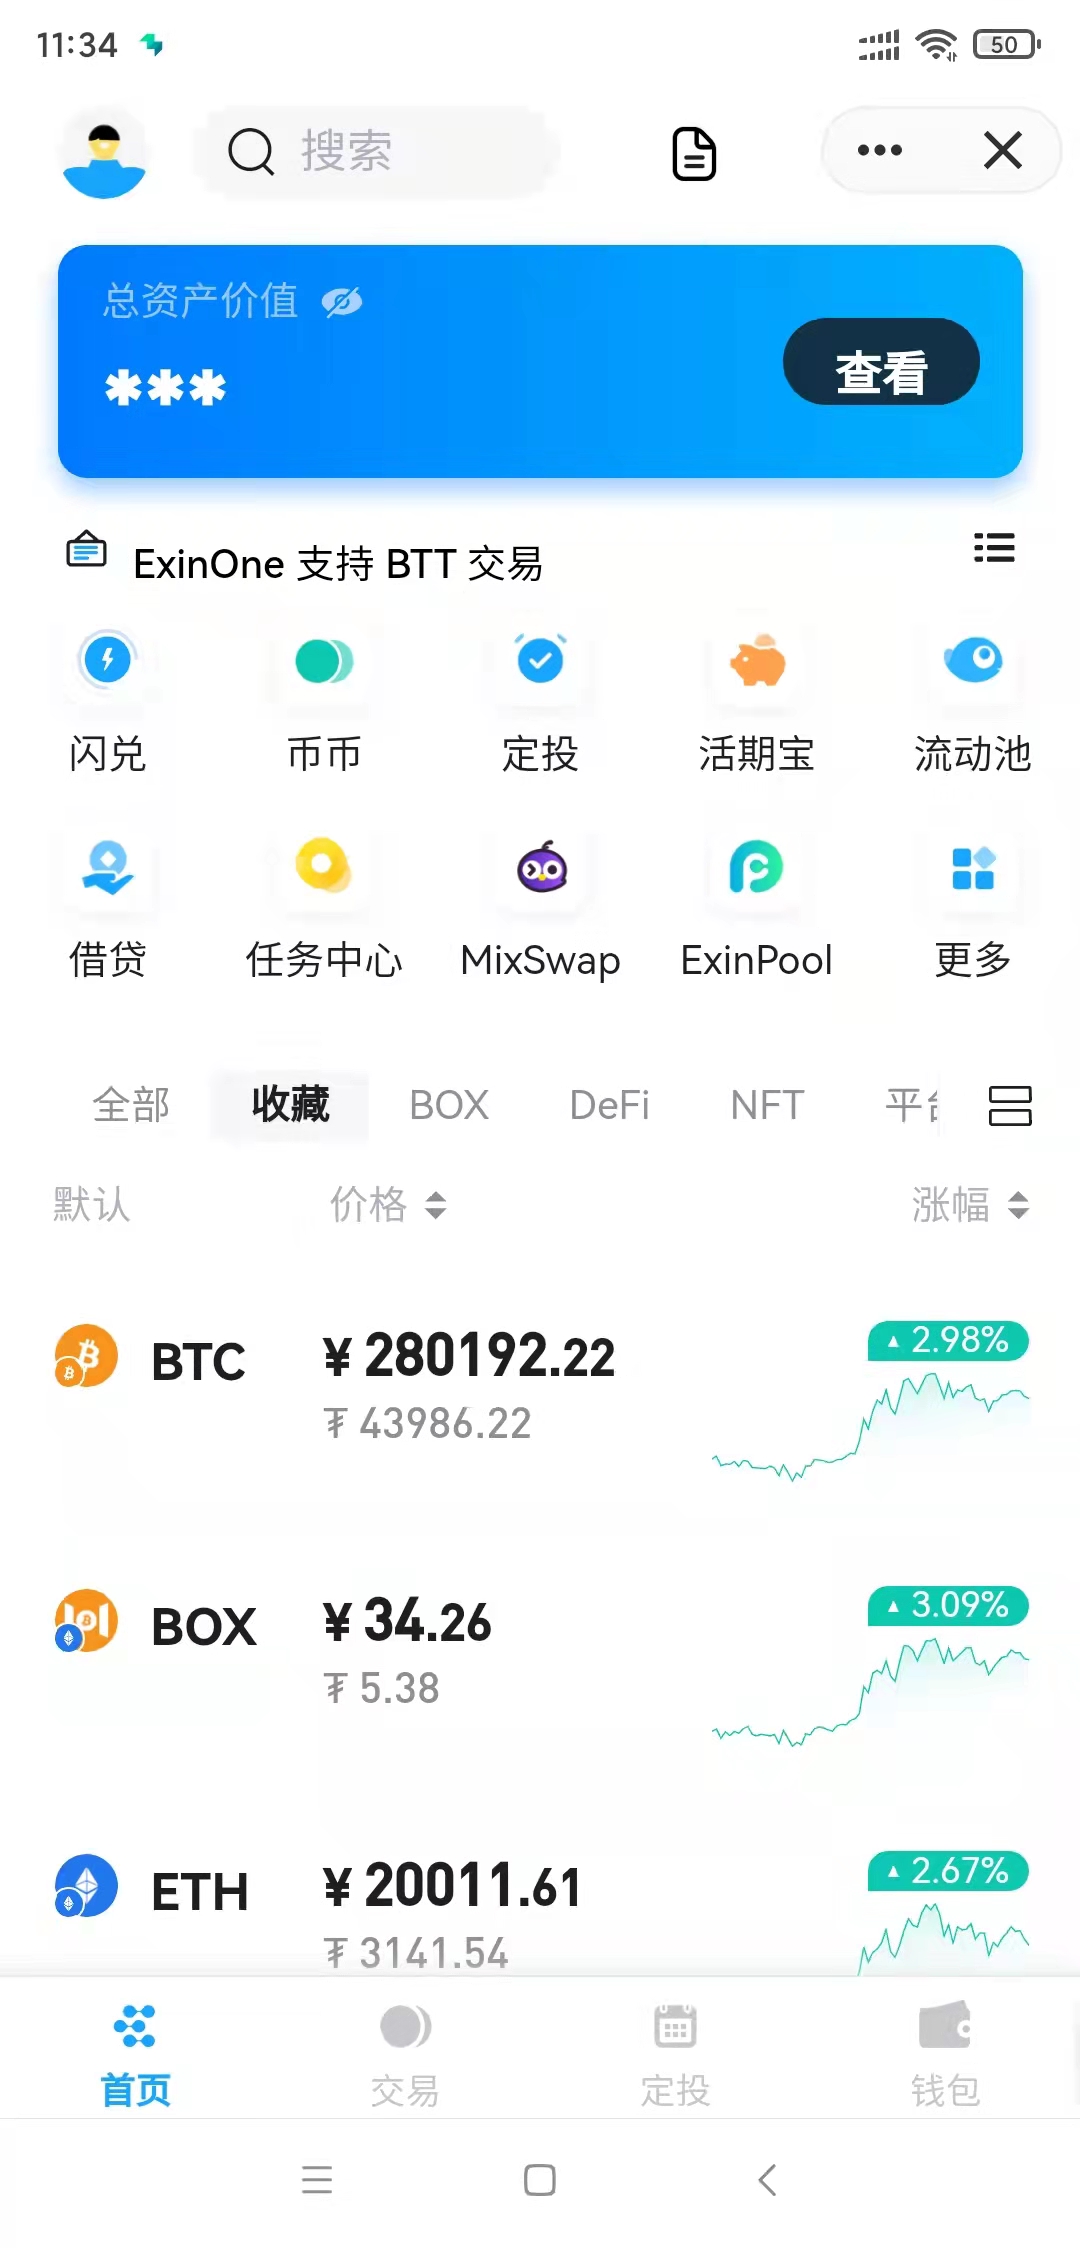 11:34
50
搜索
总资产价值
***
查看
ExinOne 支持 BTT 交易
闪兑 币币 定投 活期宝 流动池
借贷 任务中心 MixSwap ExinPool 更多
全部 收藏 BOX DeFi NFT 平台
默认 价格 涨幅
BTC ¥ 280192.22 ▲ 2.98%
₮ 43986.22
BOX ¥ 34.26 ▲ 3.09%
₮ 5.38
ETH ¥ 20011.61 ▲ 2.67%
₮ 3141.54
首页 交易 定投 钱包